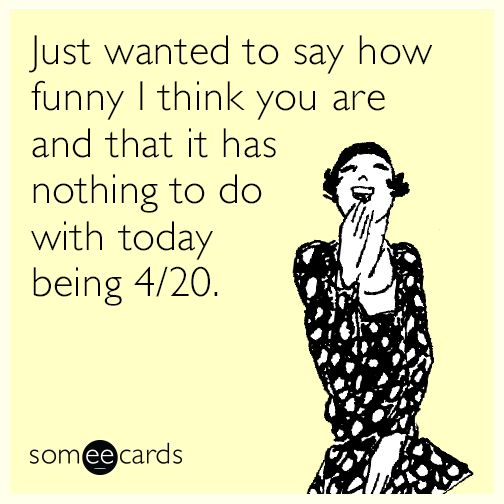 Just wanted to say how
funny I think you are
and that it has
nothing to do
with today
being 4/20.
someecards